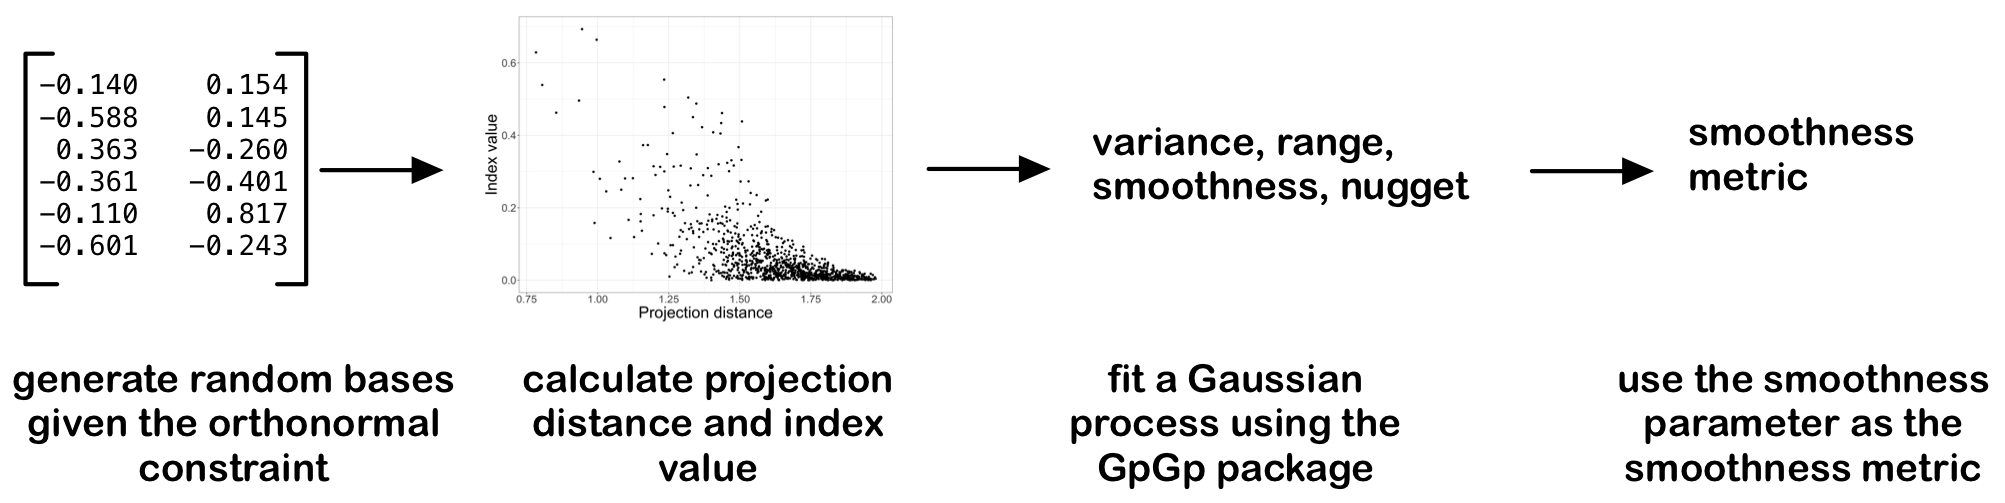 −0.140 0.154
−0.588 0.145
0.363 −0.260
−0.361 −0.401
−0.110 0.817
−0.601 −0.243
Index value
0.6
0.4
0.2
0.0
0.75 1.00 1.25 1.50 1.75 2.00
Projection distance
variance, range,
smoothness, nugget
smoothness
metric
generate random bases
given the orthonormal
constraint
calculate projection
distance and index
value
fit a Gaussian
process using the
GpGp package
use the smoothness
parameter as the
smoothness metric